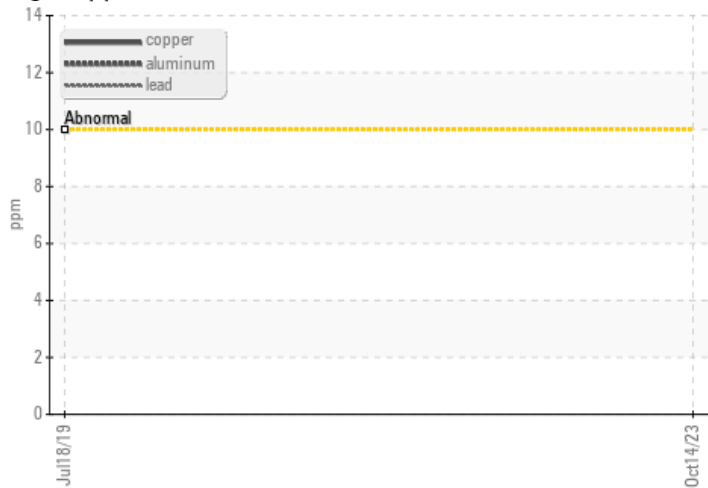 14
copper
aluminum
lead
12
Abnormal
10
8
ppm
6
4
2
0
Jul18/19
Oct14/23